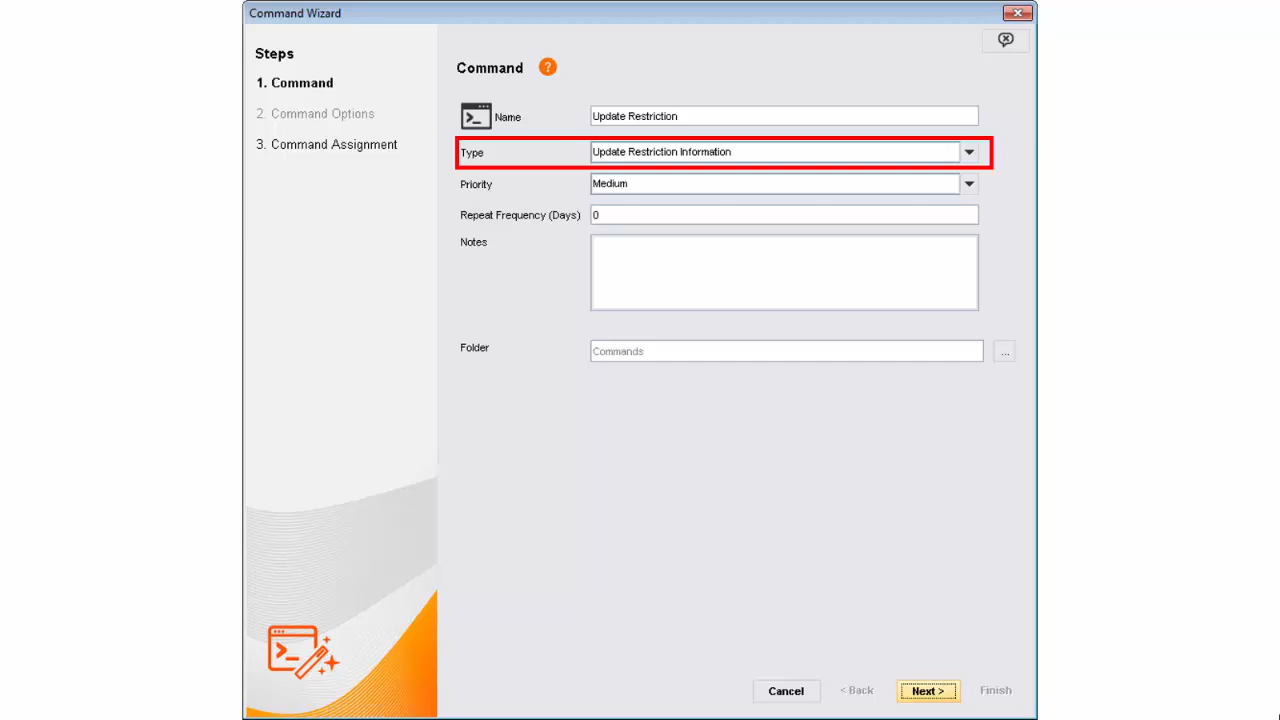 Command Wizard
Steps
1. Command
2. Command Options
3. Command Assignment
Command ?
Name Update Restriction
Type Update Restriction Information
Priority Medium
Repeat Frequency (Days) 0
Notes
Folder Commands ...
Cancel < Back Next > Finish